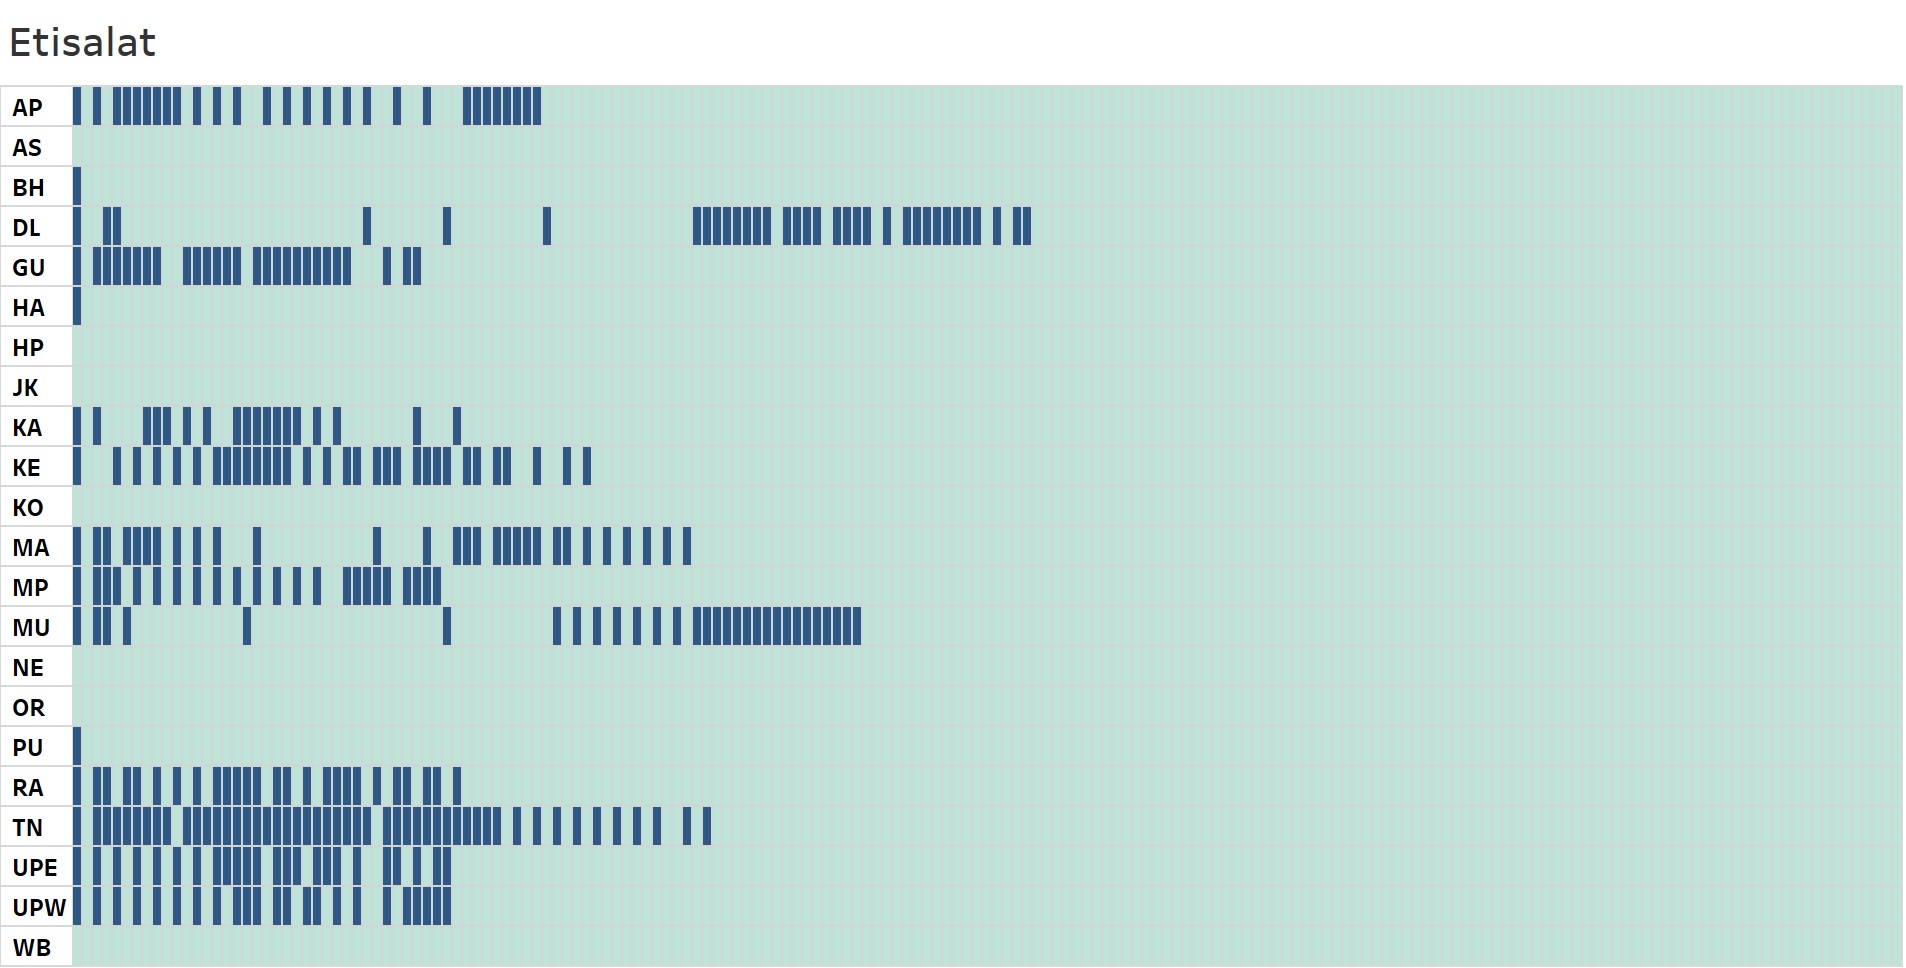 Etisalat
AP
AS
BH
DL
GU
HA
HP
JK
KA
KE
KO
MA
MP
MU
NE
OR
PU
RA
TN
UPE
UPW
WB